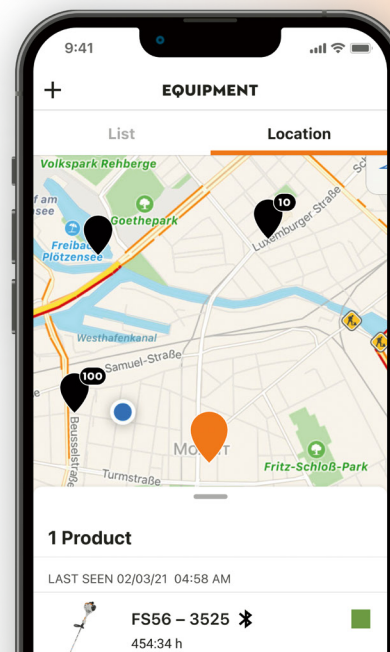 9:41
+ EQUIPMENT
List Location
Volkspark Rehberge
Goethepark
10
Luxemburger Straße
Freibad
Plötzensee
Westhafenkanal
Samuel-Straße
100
Beusselstraße
Turmstraße
Fritz-Schloß-Park
1 Product
LAST SEEN 02/03/21 04:58 AM
FS56 – 3525
454:34 h